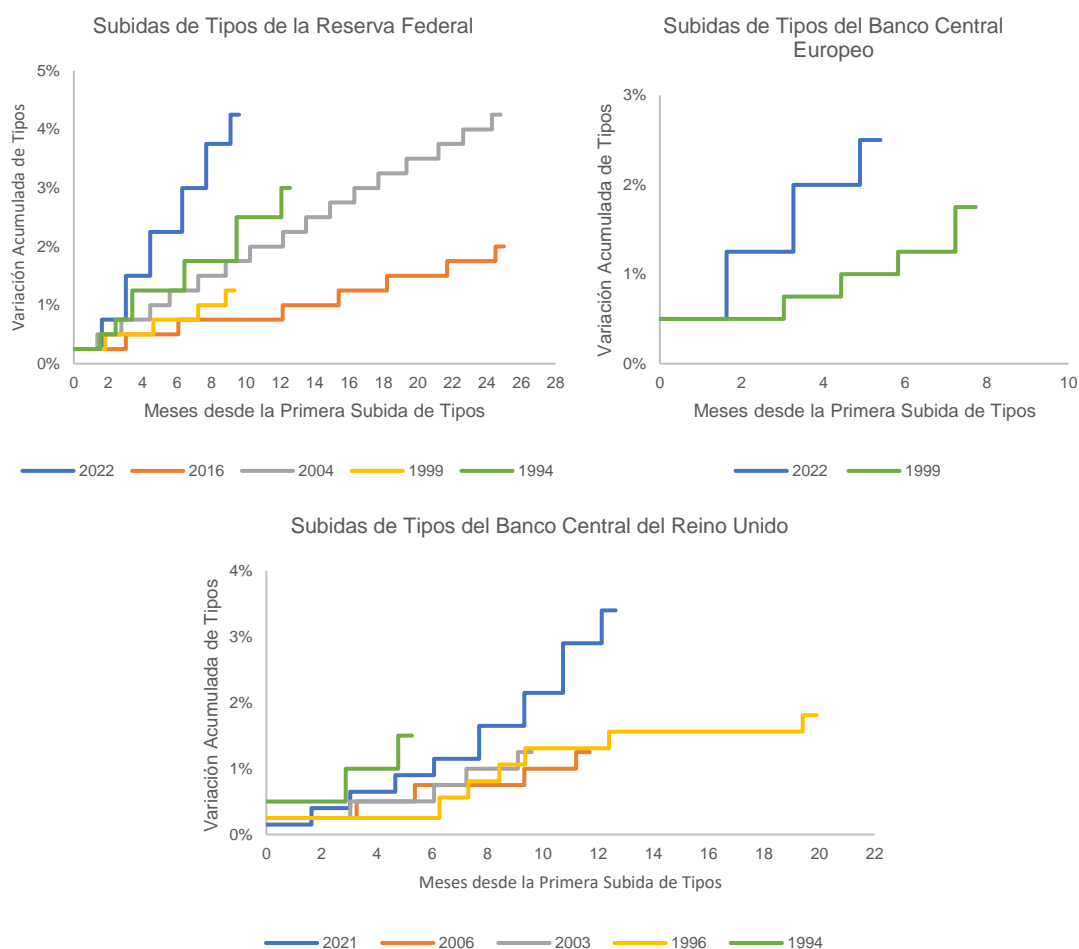 Subidas de Tipos de la Reserva Federal
Variación Acumulada de Tipos
5%
4%
3%
2%
1%
0%
0 2 4 6 8 10 12 14 16 18 20 22 24 26 28
Meses desde la Primera Subida de Tipos
2022 2016 2004 1999 1994
Subidas de Tipos del Banco Central
Europeo
Variación Acumulada de Tipos
3%
2%
1%
0%
0 2 4 6 8 10
Meses desde la Primera Subida de Tipos
2022 1999
Subidas de Tipos del Banco Central del Reino Unido
Variación Acumulada de Tipos
4%
3%
2%
1%
0%
0 2 4 6 8 10 12 14 16 18 20 22
Meses desde la Primera Subida de Tipos
2021 2006 2003 1996 1994